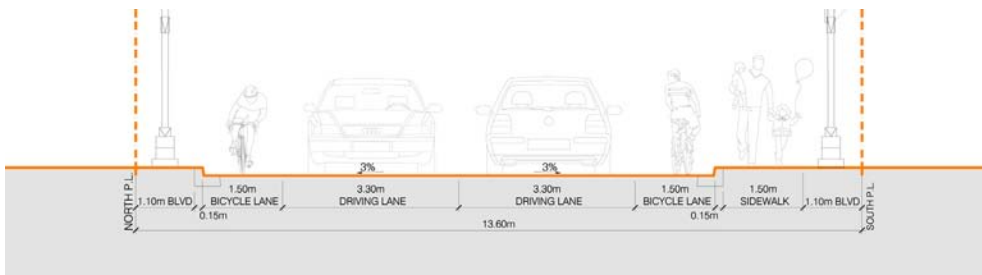 3%
3%
NORTH P.L.
1.10m BLVD
0.15m
1.50m
BICYCLE LANE
3.30m
DRIVING LANE
3.30m
DRIVING LANE
1.50m
BICYCLE LANE
0.15m
1.50m
SIDEWALK
1.10m BLVD
SOUTH P.L.
13.60m